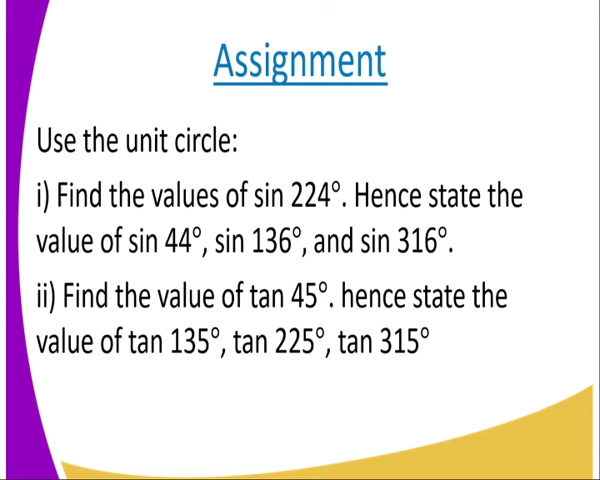 Assignment
Use the unit circle:
i) Find the values of sin 224°. Hence state the
value of sin 44°, sin 136°, and sin 316°.
ii) Find the value of tan 45°. hence state the
value of tan 135°, tan 225°, tan 315°